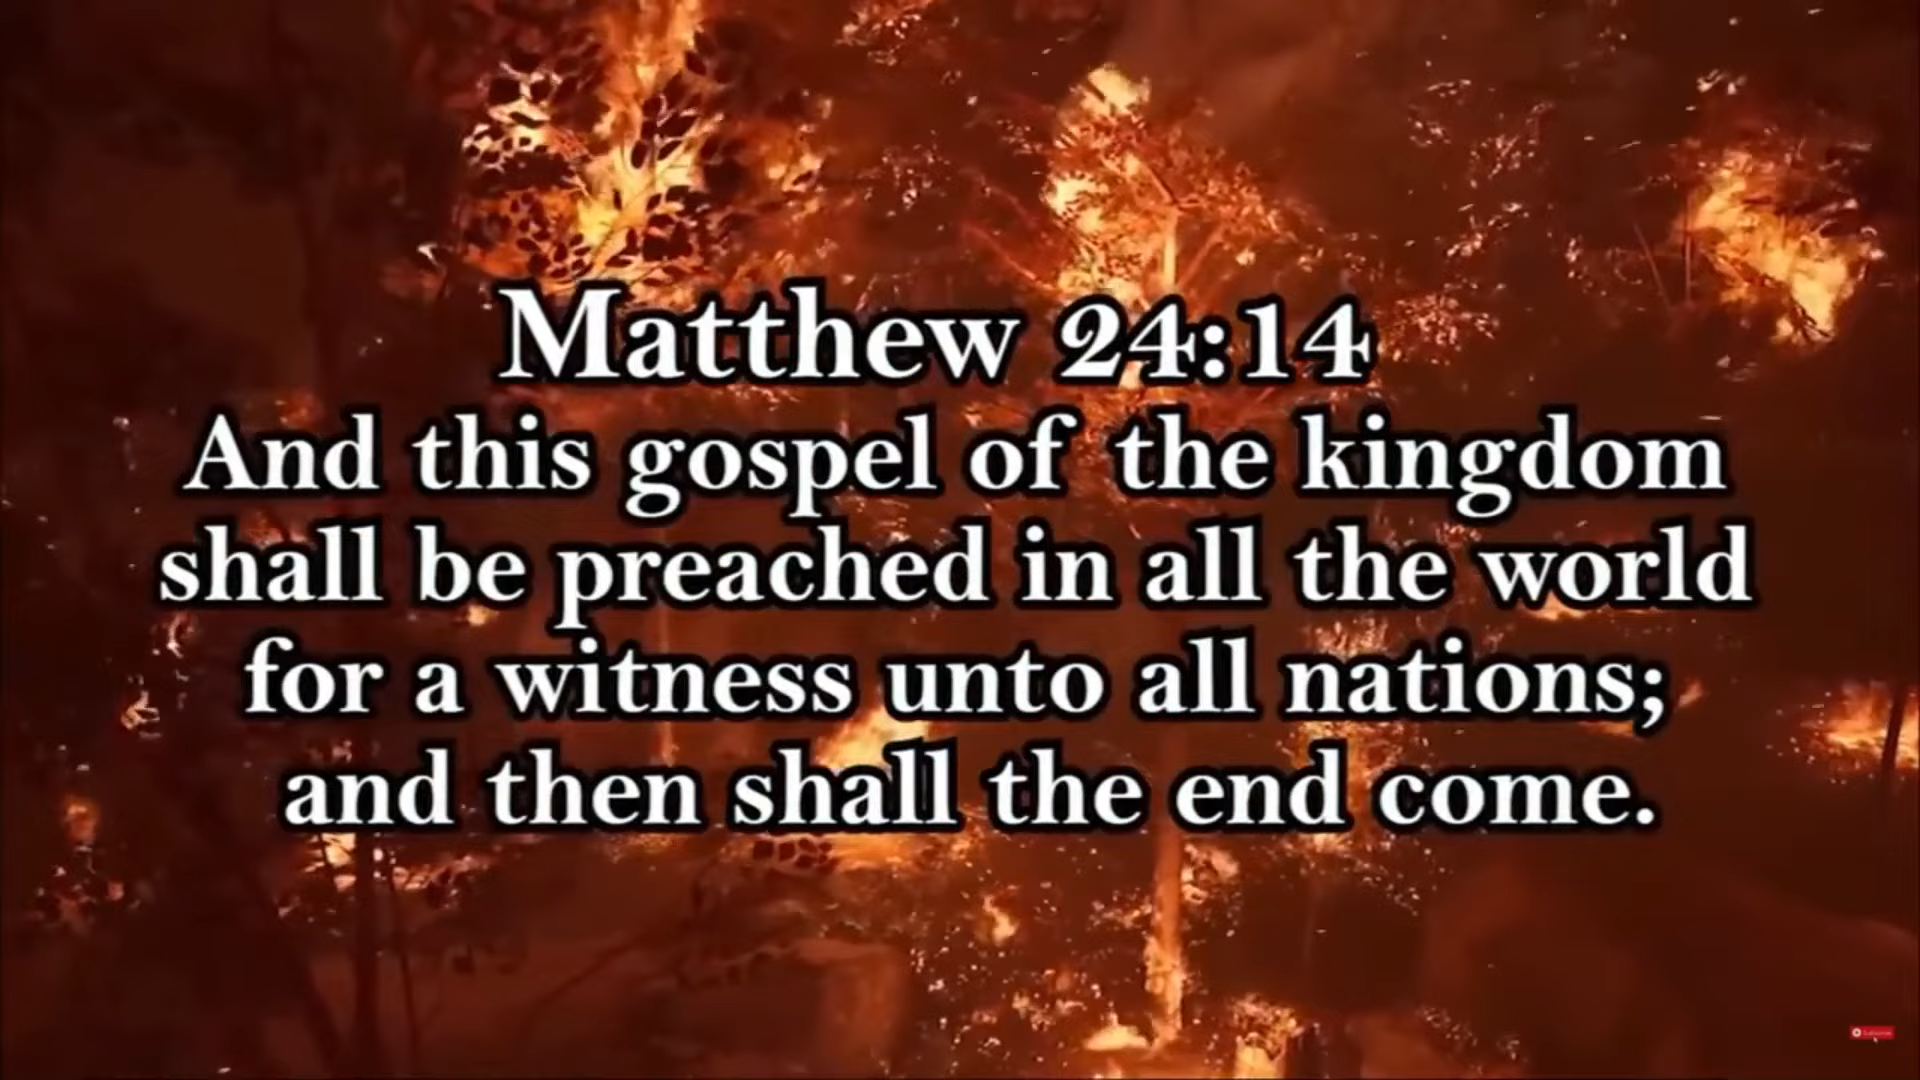 Matthew 24:14
And this gospel of the kingdom
shall be preached in all the world
for a witness unto all nations;
and then shall the end come.